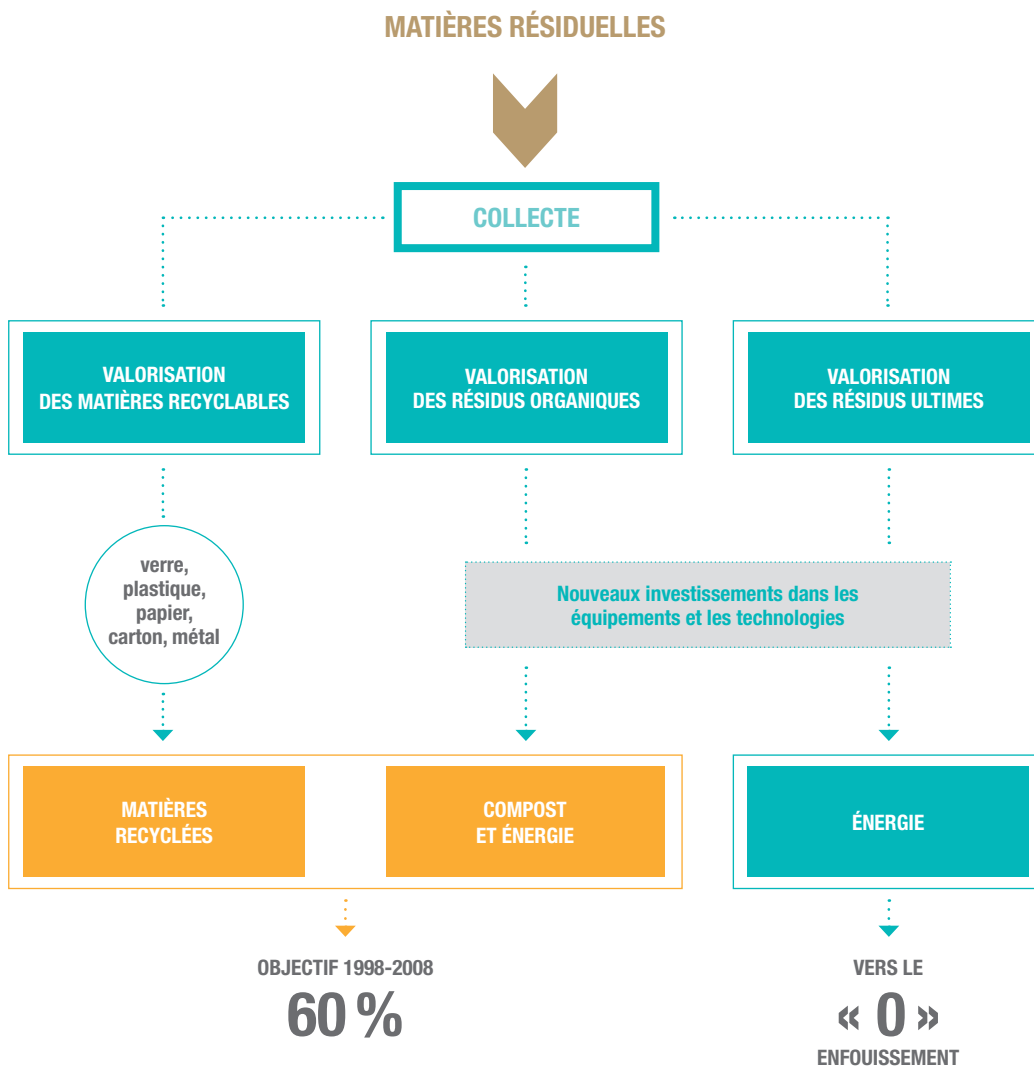 MATIÈRES RÉSIDUELLES
COLLECTE
VALORISATION
DES MATIÈRES RECYCLABLES
VALORISATION
DES RÉSIDUS ORGANIQUES
VALORISATION
DES RÉSIDUS ULTIMES
verre,
plastique,
papier,
carton, métal
Nouveaux investissements dans les
équipements et les technologies
MATIÈRES
RECYCLÉES
COMPOST
ET ÉNERGIE
ÉNERGIE
OBJECTIF 1998-2008
60 %
VERS LE
« 0 »
ENFOUISSEMENT